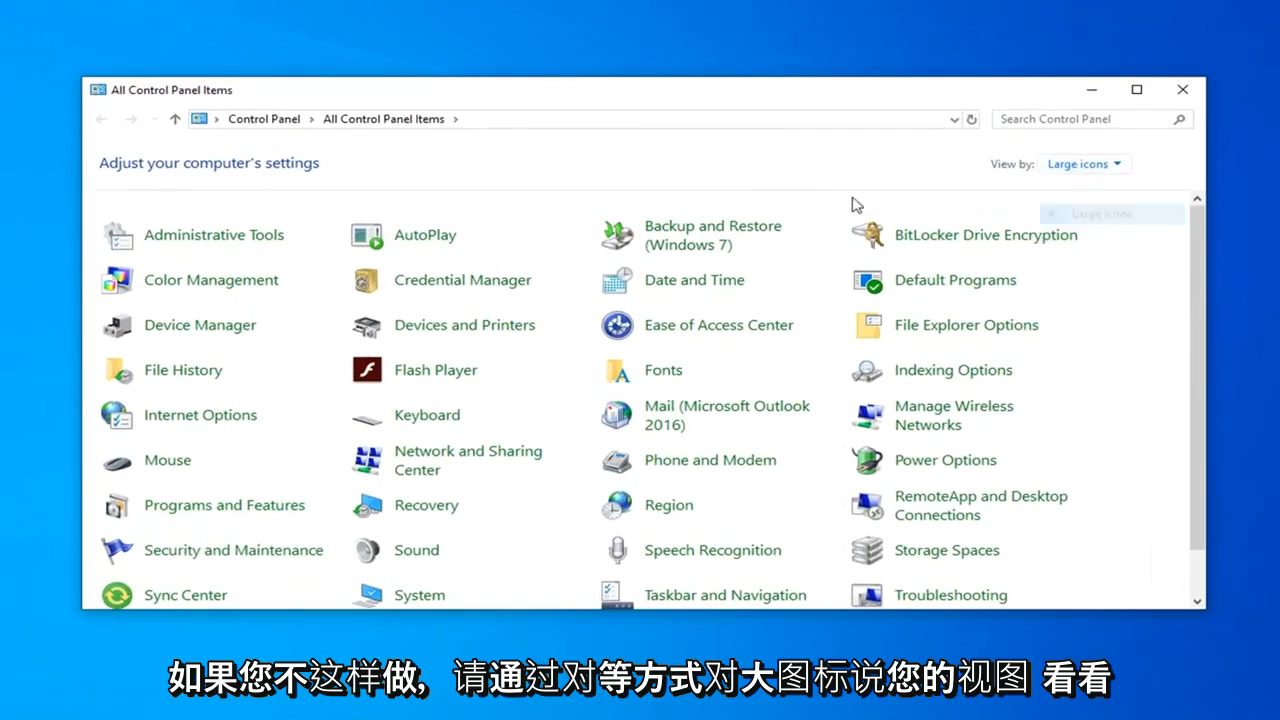 All Control Panel Items
Control Panel > All Control Panel Items >
Search Control Panel
Adjust your computer's settings
View by: Large icons
Large icons
Administrative Tools
AutoPlay
Backup and Restore
(Windows 7)
BitLocker Drive Encryption
Color Management
Credential Manager
Date and Time
Default Programs
Device Manager
Devices and Printers
Ease of Access Center
File Explorer Options
File History
Flash Player
Fonts
Indexing Options
Internet Options
Keyboard
Mail (Microsoft Outlook
2016)
Manage Wireless
Networks
Mouse
Network and Sharing
Center
Phone and Modem
Power Options
Programs and Features
Recovery
Region
RemoteApp and Desktop
Connections
Security and Maintenance
Sound
Speech Recognition
Storage Spaces
Sync Center
System
Taskbar and Navigation
Troubleshooting
如果您不这样做, 请通过对等方式对大图标说您的视图 看看